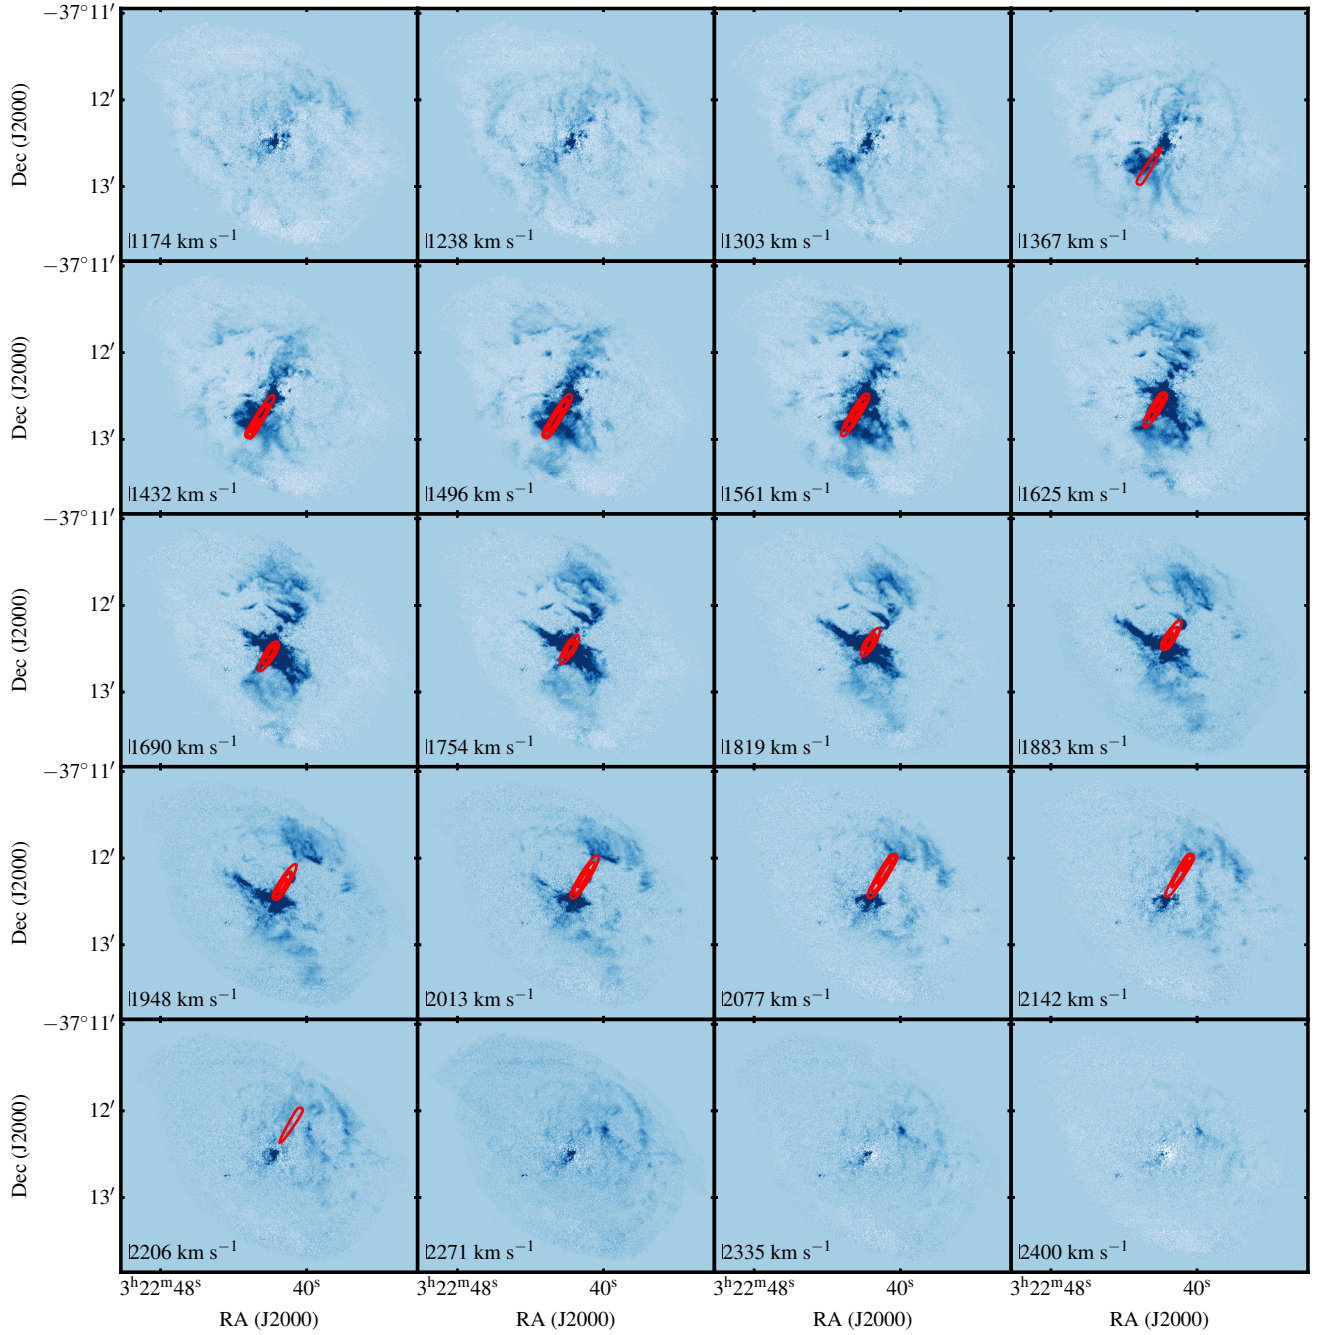 −37°11′
12′
13′
Dec (J2000)
|1174 km s−1
|1238 km s−1
|1303 km s−1
|1367 km s−1
−37°11′
12′
13′
Dec (J2000)
|1432 km s−1
|1496 km s−1
|1561 km s−1
|1625 km s−1
−37°11′
12′
13′
Dec (J2000)
|1690 km s−1
|1754 km s−1
|1819 km s−1
|1883 km s−1
−37°11′
12′
13′
Dec (J2000)
|1948 km s−1
|2013 km s−1
|2077 km s−1
|2142 km s−1
−37°11′
12′
13′
Dec (J2000)
|2206 km s−1
|2271 km s−1
|2335 km s−1
|2400 km s−1
3h22m48s 40s 3h22m48s 40s 3h22m48s 40s 3h22m48s 40s
RA (J2000) RA (J2000) RA (J2000) RA (J2000)